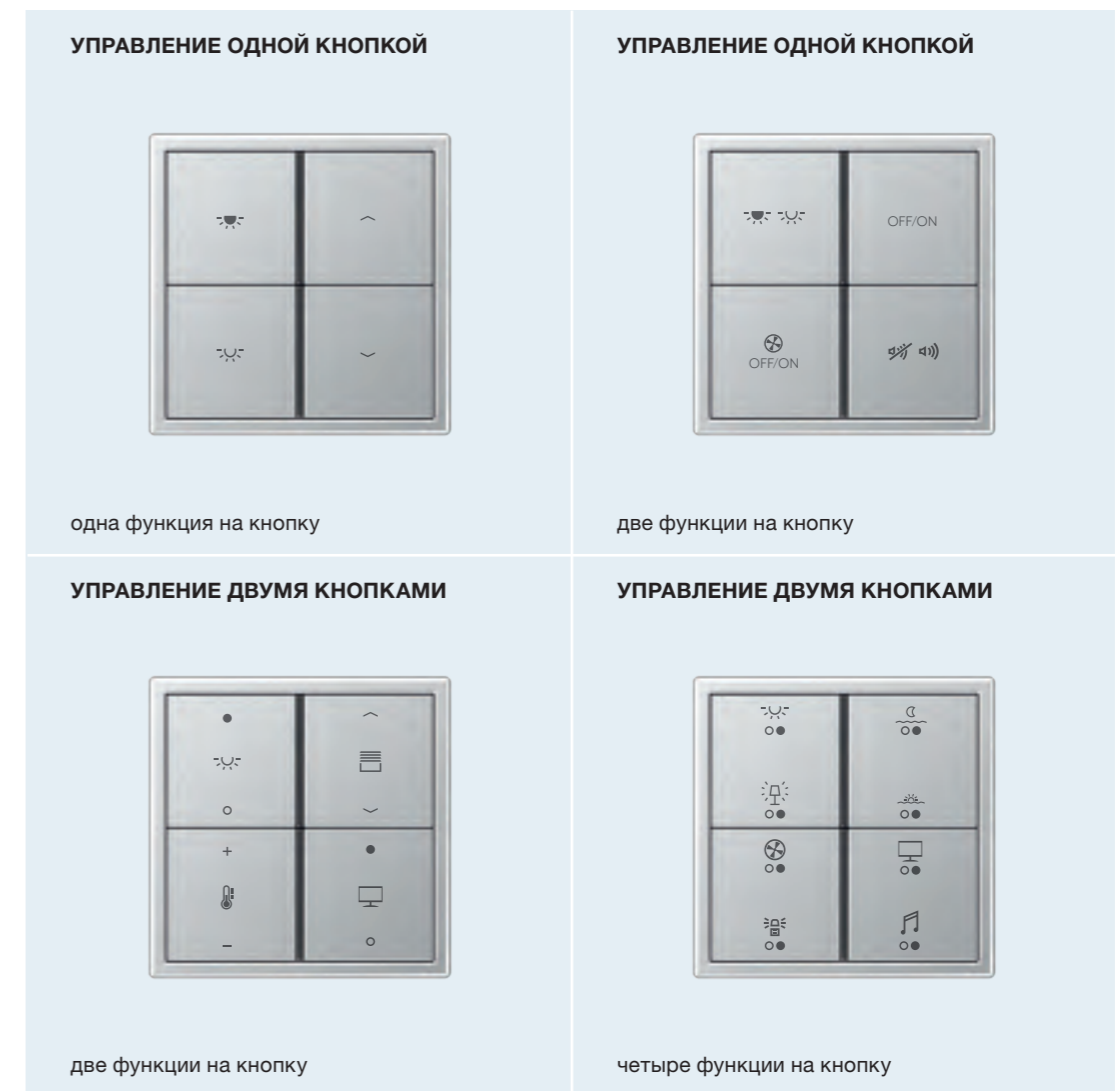 УПРАВЛЕНИЕ ОДНОЙ КНОПКОЙ
OFF/ON
OFF/ON
одна функция на кнопку
УПРАВЛЕНИЕ ОДНОЙ КНОПКОЙ
две функции на кнопку
УПРАВЛЕНИЕ ДВУМЯ КНОПКАМИ
+
–
две функции на кнопку
УПРАВЛЕНИЕ ДВУМЯ КНОПКАМИ
четыре функции на кнопку